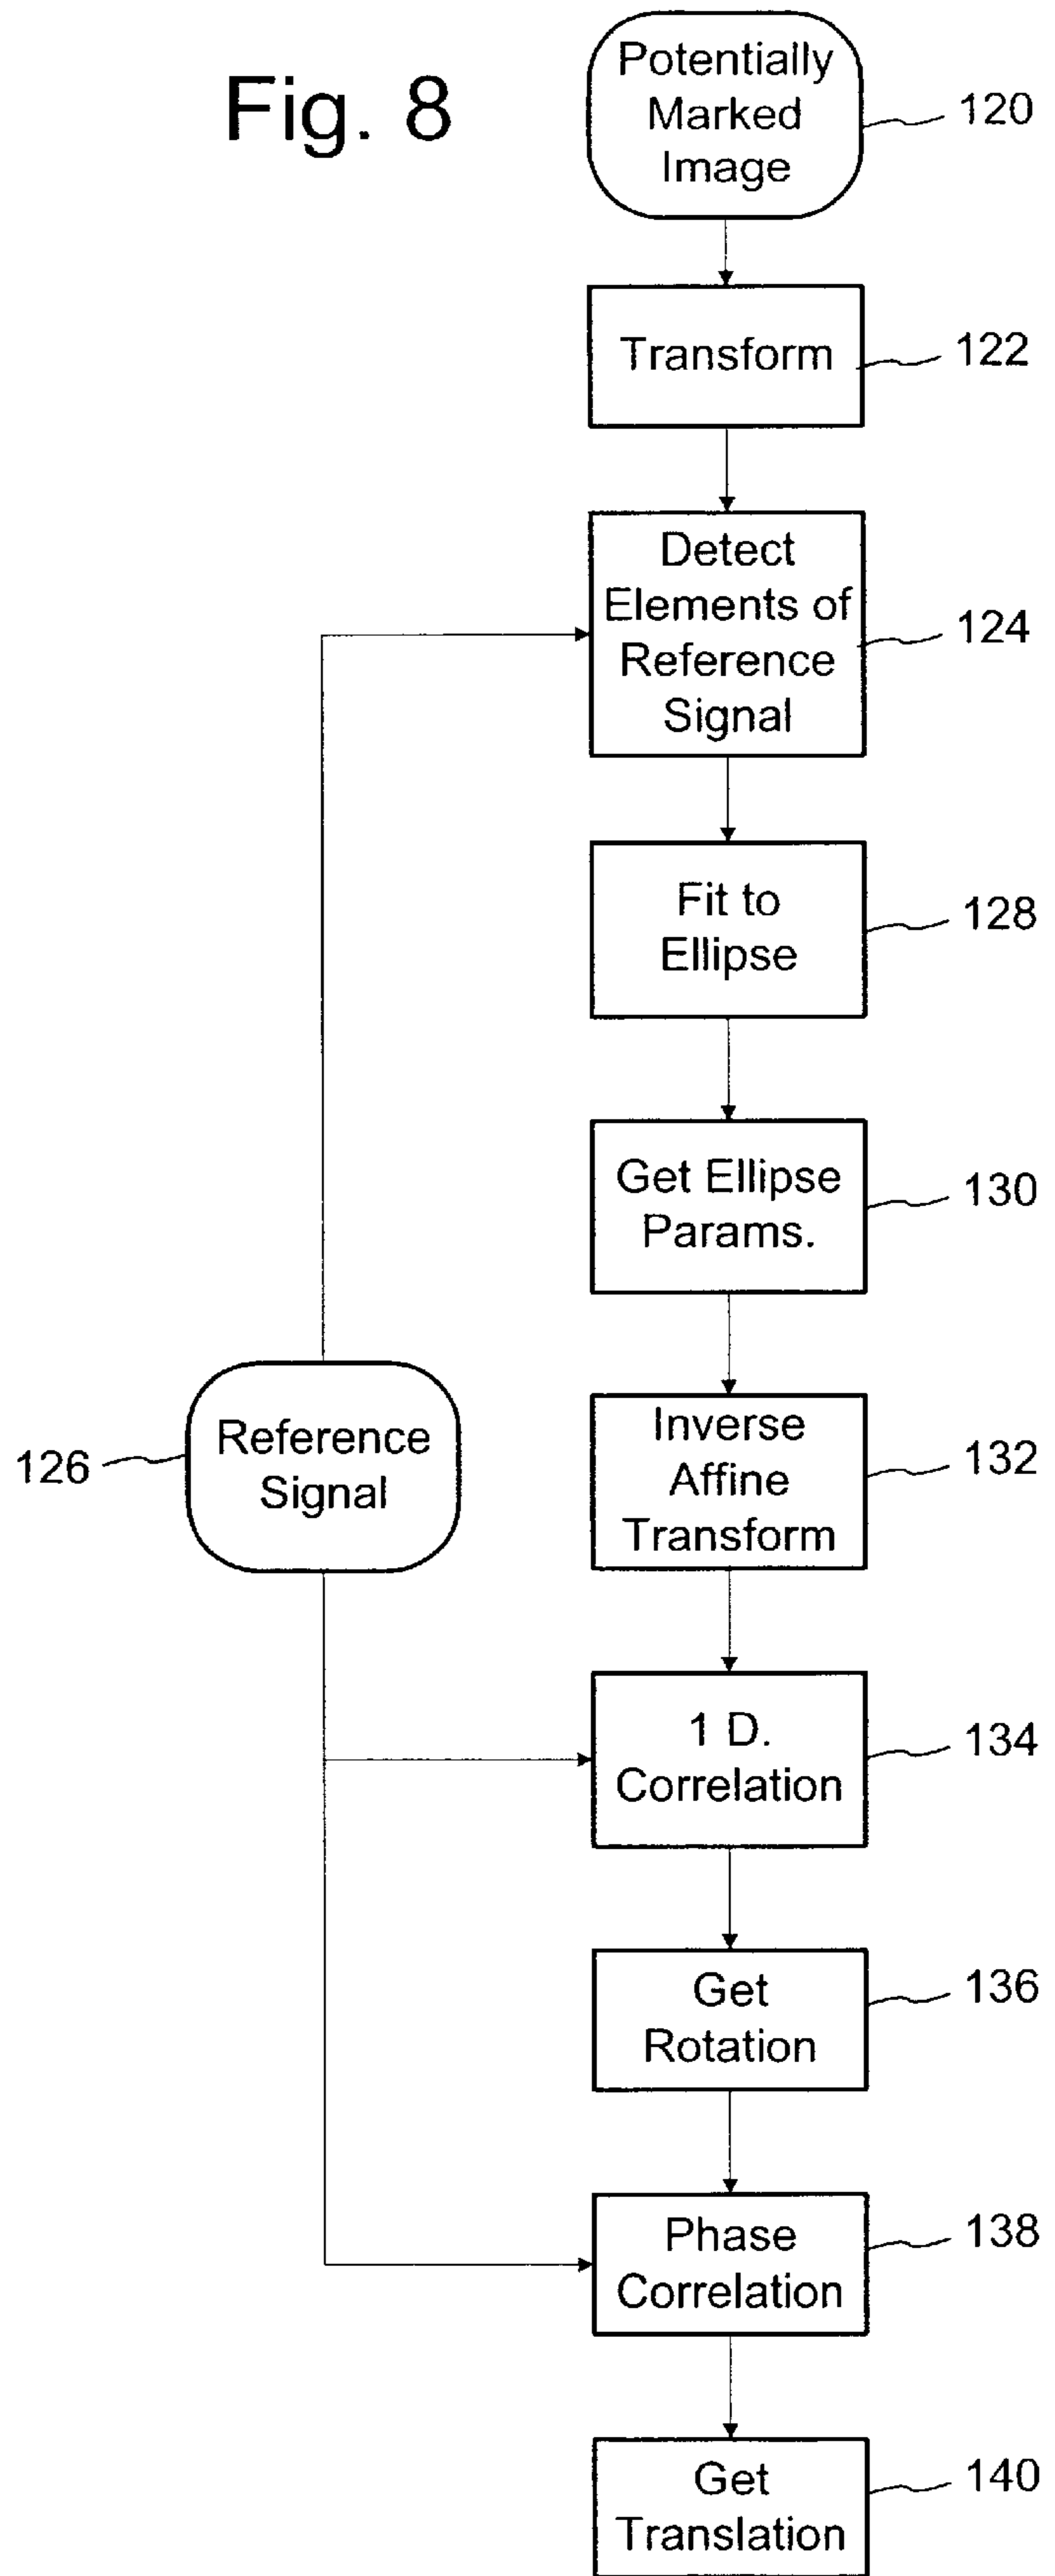 Fig. 8
Potentially
Marked
Image
120
Transform
122
Detect
Elements of
Reference
Signal
124
Fit to
Ellipse
128
Get Ellipse
Params.
130
Reference
Signal
126
Inverse
Affine
Transform
132
1 D.
Correlation
134
Get
Rotation
136
Phase
Correlation
138
Get
Translation
140